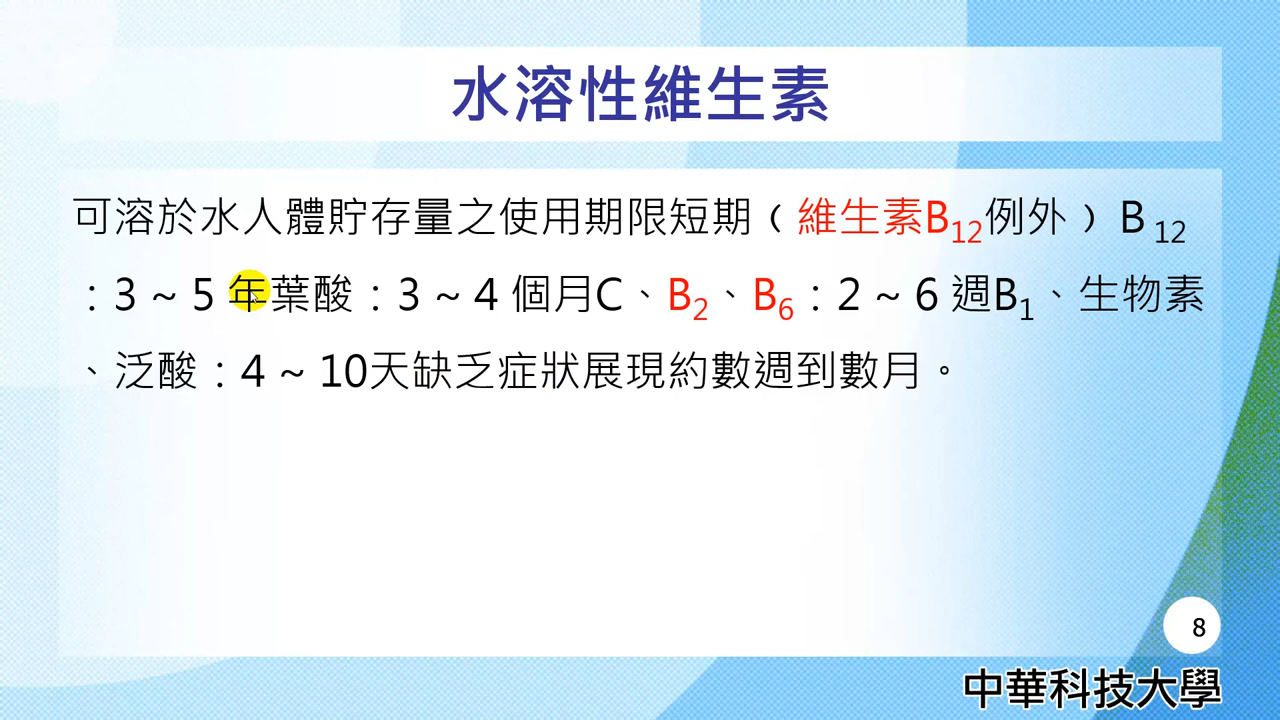 水溶性維生素
可溶於水人體貯存量之使用期限短期（維生素B12例外）B 12
：3 ~ 5 年葉酸：3 ~ 4 個月C、B2、B6：2 ~ 6 週B1、生物素
、泛酸：4 ~ 10天缺乏症狀展現約數週到數月。
8
中華科技大學